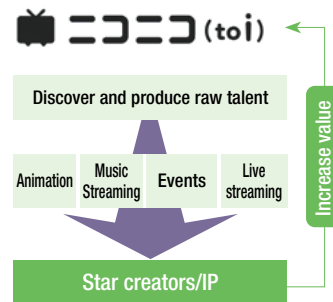 ニコニコ(toi)
Discover and produce raw talent
Animation
Music
Streaming
Events
Live
streaming
Increase value
Star creators/IP